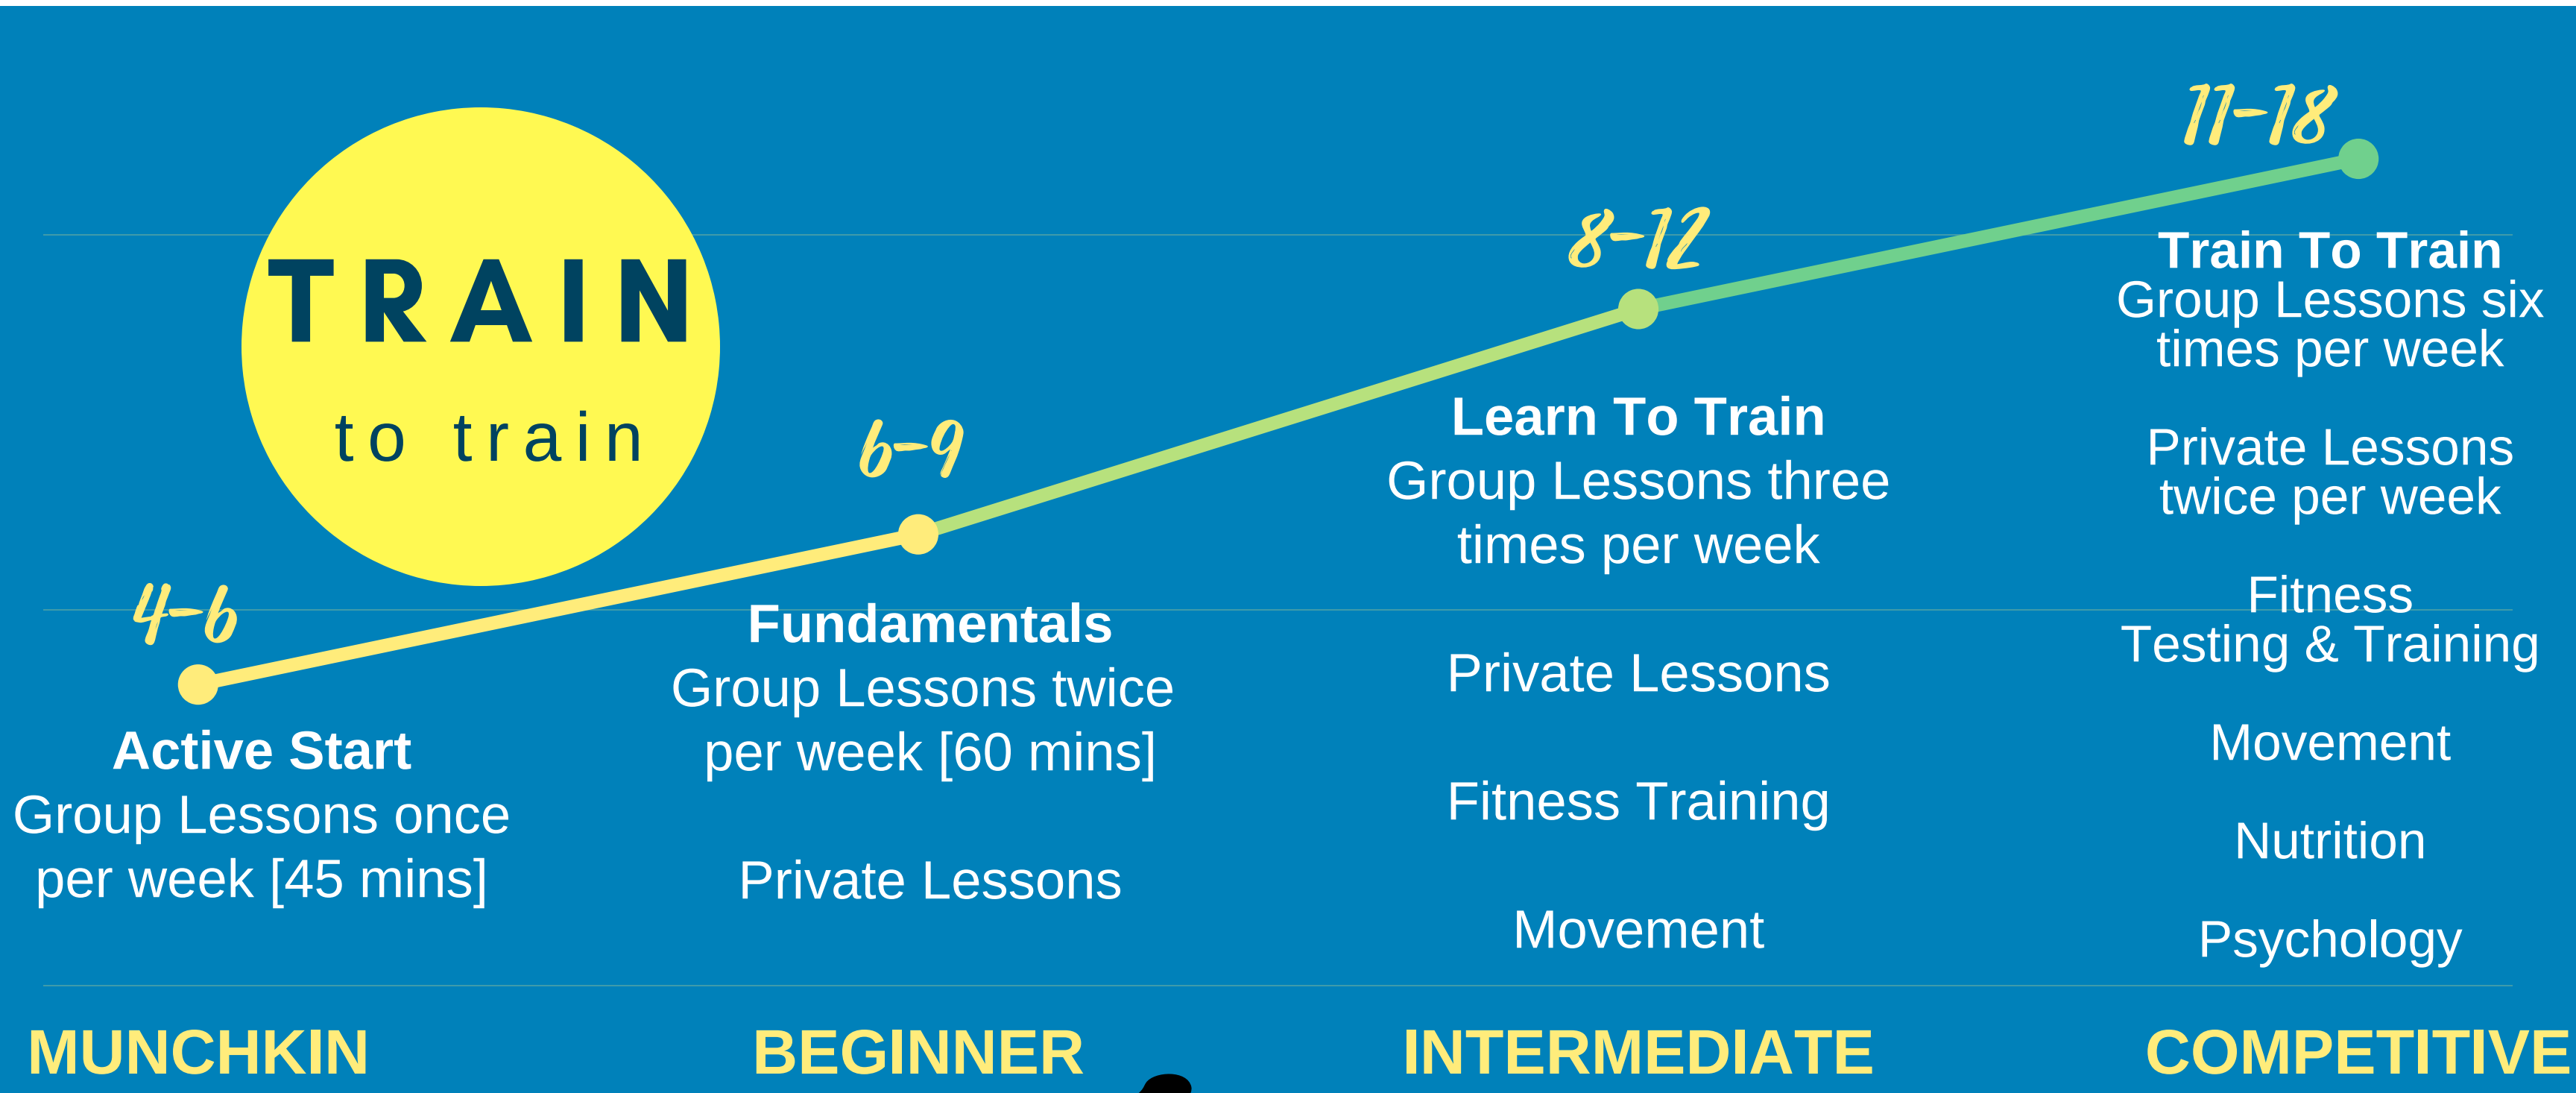 TRAIN
to train
4-6
Active Start
Group Lessons once
per week [45 mins]
MUNCHKIN
6-9
Fundamentals
Group Lessons twice
per week [60 mins]
Private Lessons
BEGINNER
8-12
Learn To Train
Group Lessons three
times per week
Private Lessons
Fitness Training
Movement
INTERMEDIATE
11-18
Train To Train
Group Lessons six
times per week
Private Lessons
twice per week
Fitness
Testing & Training
Movement
Nutrition
Psychology
COMPETITIVE